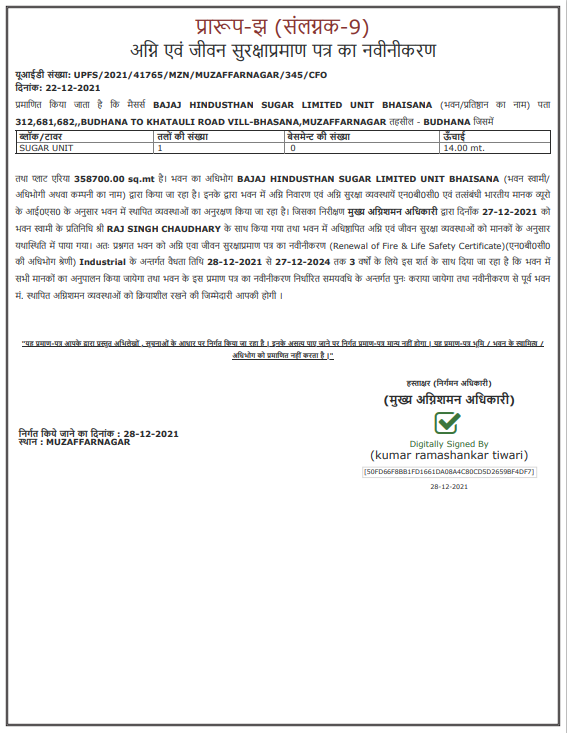 प्रारूप-झ (संलग्नक-9)
अग्नि एवं जीवन सुरक्षाप्रमाण पत्र का नवीनीकरण
यूआईडी संख्या: UPFS/2021/41765/MZN/MUZAFFARNAGAR/345/CFO
दिनांक: 22-12-2021
प्रमाणित किया जाता है कि मैसर्स BAJAJ HINDUSTHAN SUGAR LIMITED UNIT BHAISANA (भवन/प्रतिष्ठान का नाम) पता
312,681,682,,BUDHANA TO KHATAULI ROAD VILL-BHASANA,MUZAFFARNAGAR तहसील - BUDHANA जिसमें
ब्लॉक/टावर तलों की संख्या बेसमेन्ट की संख्या ऊँचाई
SUGAR UNIT 1 0 14.00 mt.
तथा प्लाट एरिया 358700.00 sq.mt है। भवन का अधिभोग BAJAJ HINDUSTHAN SUGAR LIMITED UNIT BHAISANA (भवन स्वामी/
अधिभोगी अथवा कम्पनी का नाम) द्वारा किया जा रहा है। इनके द्वारा भवन में अग्नि निवारण एवं अग्नि सुरक्षा व्यवस्थायें एन0बी0सी0 एवं तत्संबंधी भारतीय मानक व्यूरो
के आई0एस0 के अनुसार भवन में स्थापित व्यवस्थाओं का अनुरक्षण किया जा रहा है। जिसका निरीक्षण मुख्य अग्निशमन अधिकारी द्वारा दिनाँक 27-12-2021 को
भवन स्वामी के प्रतिनिधि श्री RAJ SINGH CHAUDHARY के साथ किया गया तथा भवन में अधिष्ठापित अग्नि एवं जीवन सुरक्षा व्यवस्थाओं को मानकों के अनुसार
यथास्थिति में पाया गया। अतः प्रश्नगत भवन को अग्नि एवा जीवन सुरक्षाप्रमाण पत्र का नवीनीकरण (Renewal of Fire & Life Safety Certificate)(एन0बी0सी0
की अधिभोग श्रेणी) Industrial के अन्तर्गत वैधता तिथि 28-12-2021 से 27-12-2024 तक 3 वर्षों के लिये इस शर्त के साथ दिया जा रहा है कि भवन में
सभी मानकों का अनुपालन किया जायेगा तथा भवन के इस प्रमाण पत्र का नवीनीकरण निर्धारित समयवधि के अन्तर्गत पुनः कराया जायेगा तथा नवीनीकरण से पूर्व भवन
मं. स्थापित अग्निशमन व्यवस्थाओं को क्रियाशील रखने की जिम्मेदारी आपकी होगी ।
"यह प्रमाण-पत्र आपके द्वारा प्रस्तुत अभिलेखों , सूचनाओं के आधार पर निर्गत किया जा रहा है । इनके असत्य पाए जाने पर निर्गत प्रमाण-पत्र मान्य नहीं होगा । यह प्रमाण-पत्र भूमि / भवन के स्वामित्व /
अधिभोग को प्रमाणित नहीं करता है ।"
हस्ताक्षर (निर्गमन अधिकारी)
(मुख्य अग्निशमन अधिकारी)
निर्गत किये जाने का दिनांक : 28-12-2021
स्थान : MUZAFFARNAGAR
Digitally Signed By
(kumar ramashankar tiwari)
[50FD66F8BB1FD1661DA08A4C80CD5D2659BF4DF7]
28-12-2021